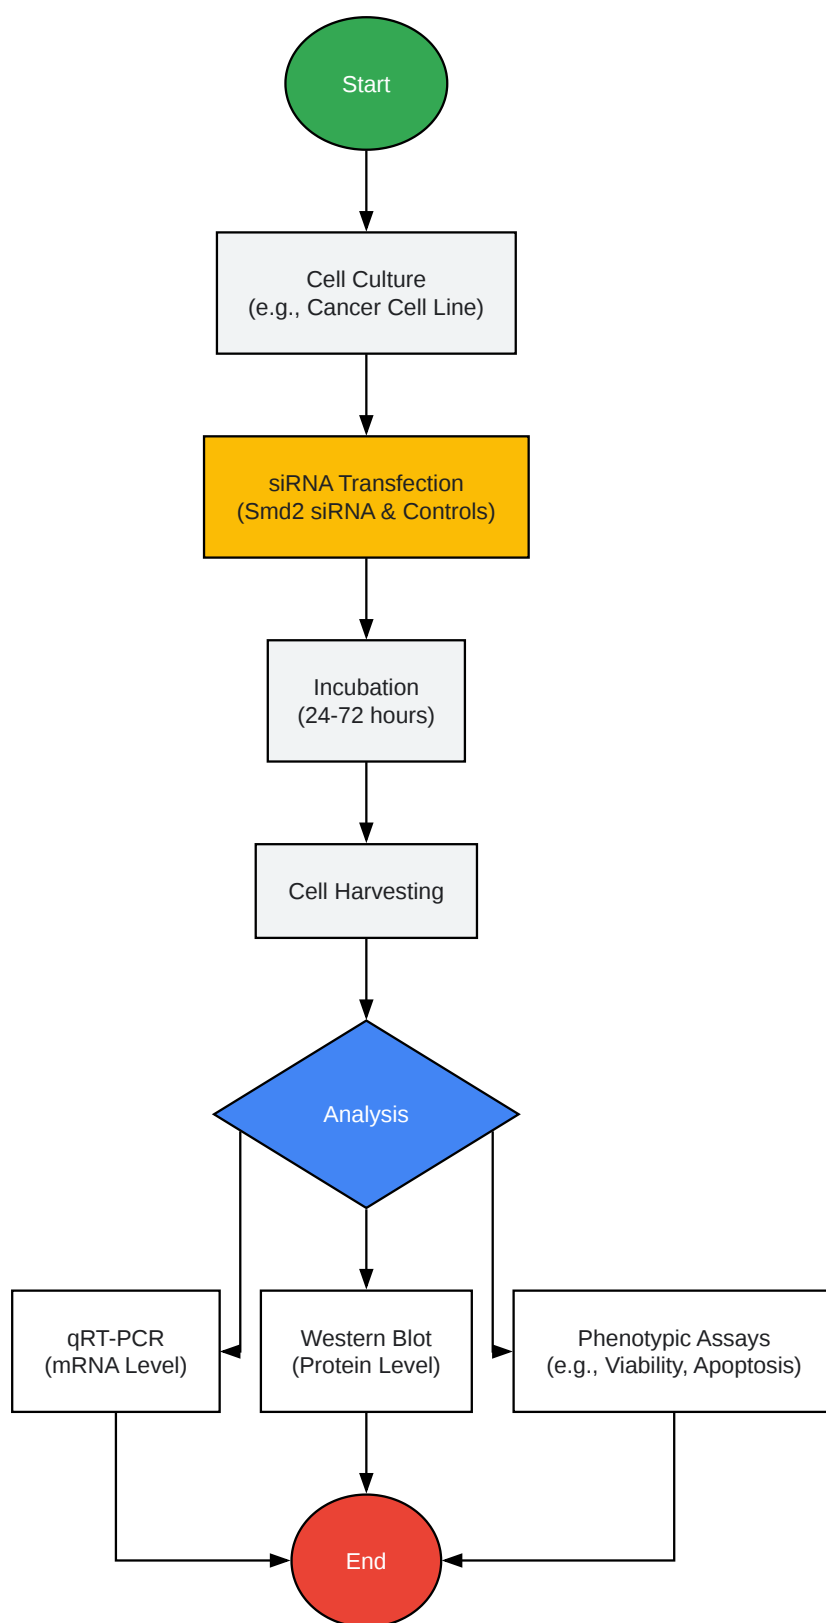 Start
Cell Culture
(e.g., Cancer Cell Line)
siRNA Transfection
(Smd2 siRNA & Controls)
Incubation
(24-72 hours)
Cell Harvesting
Analysis
qRT-PCR
(mRNA Level)
Western Blot
(Protein Level)
Phenotypic Assays
(e.g., Viability, Apoptosis)
End